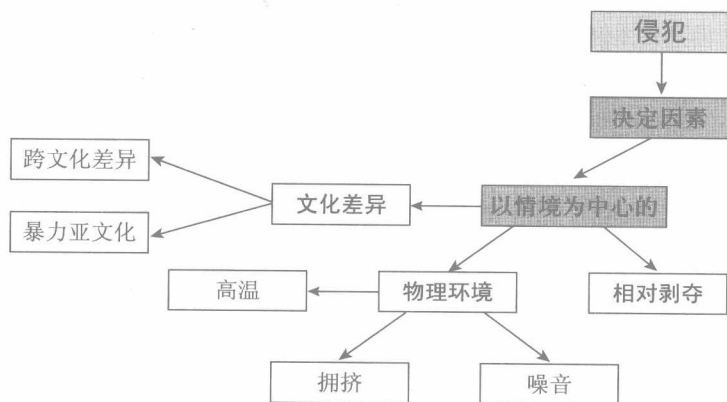 侵犯
决定因素
跨文化差异
文化差异
以情境为中心的
暴力亚文化
高温
物理环境
相对剥夺
拥挤
噪音